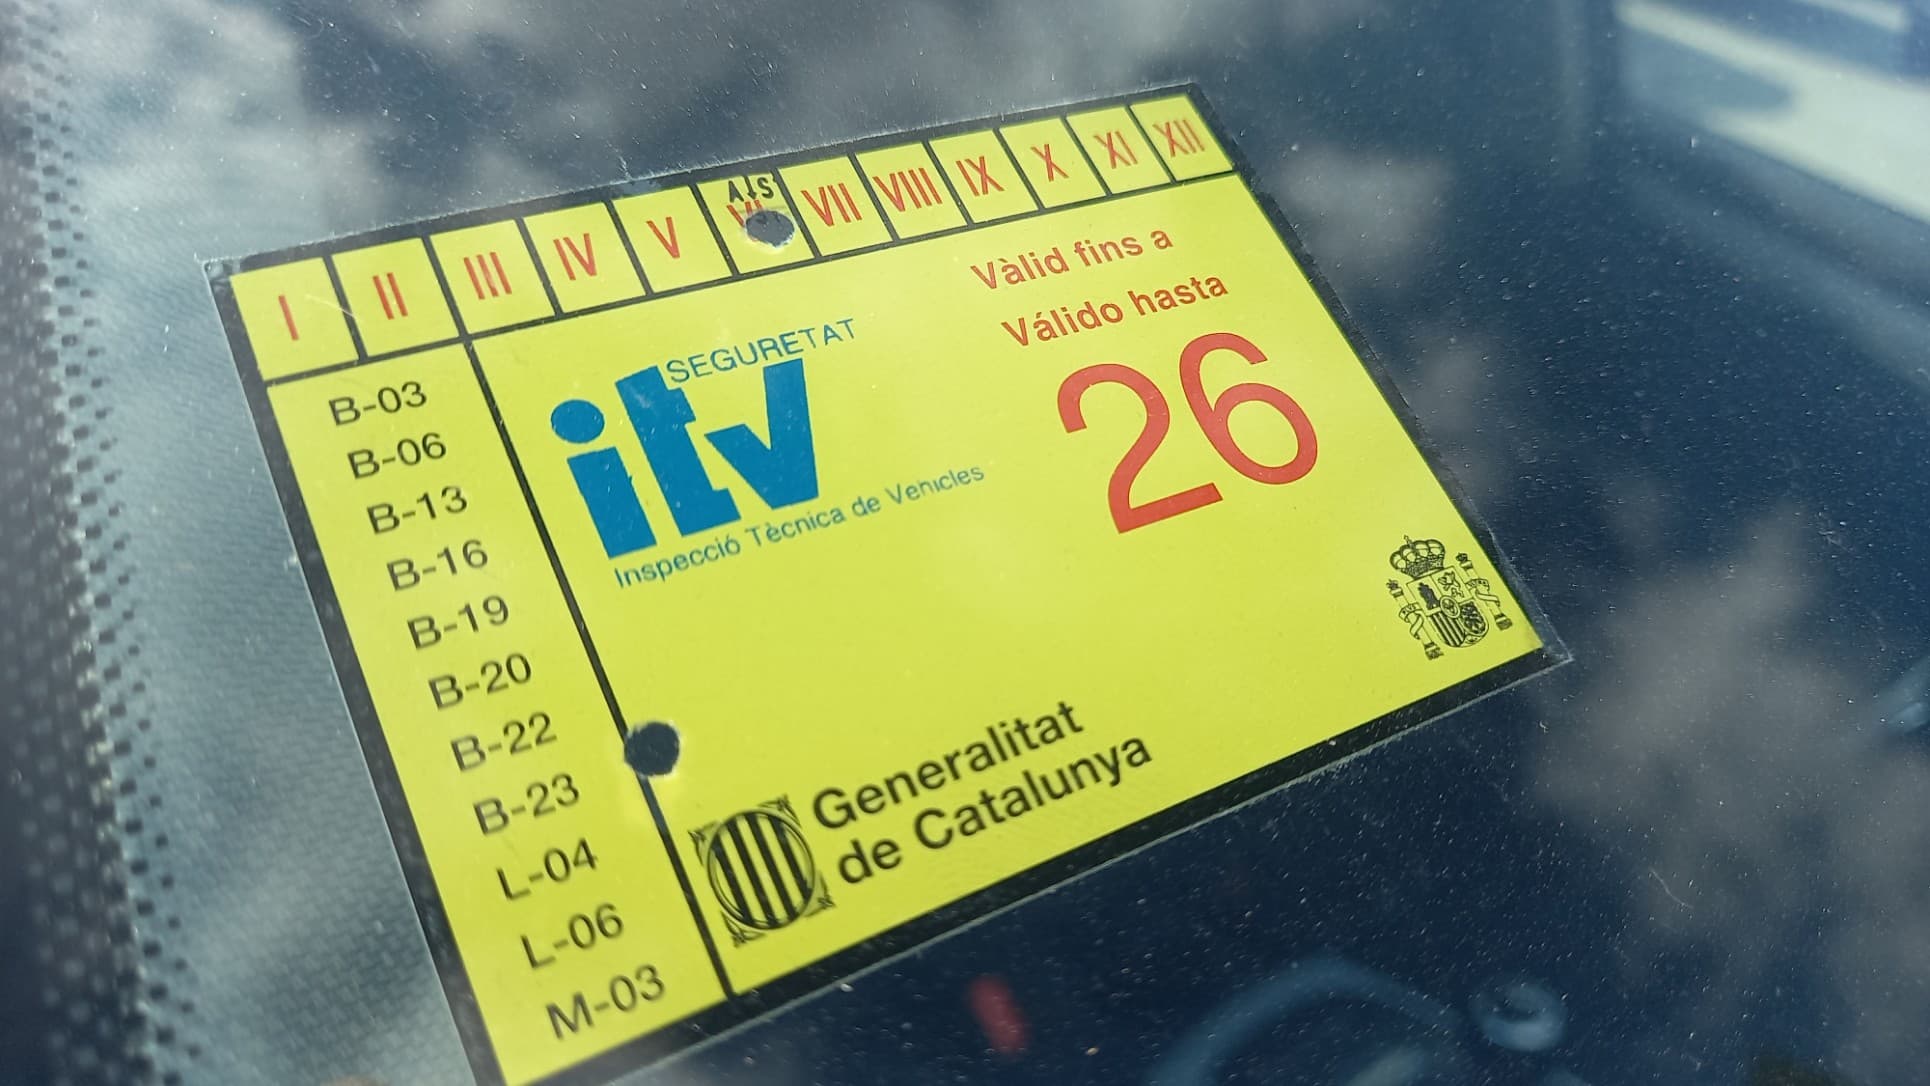 I II III IV V VI VII VIII IX X XI XII
B-03
B-06
B-13
B-16
B-19
B-20
B-22
B-23
L-04
L-06
M-03
SEGURETAT
itv
Inspecció Tècnica de Vehicles
Vàlid fins a
Válido hasta
26
Generalitat
de Catalunya